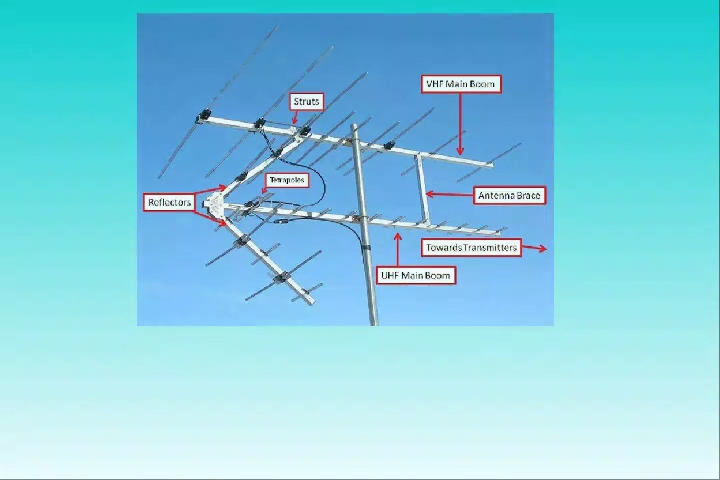 VHF Main Boom
Struts
Tetrapoles
Reflectors
Antenna Brace
Towards Transmitters
UHF Main Boom